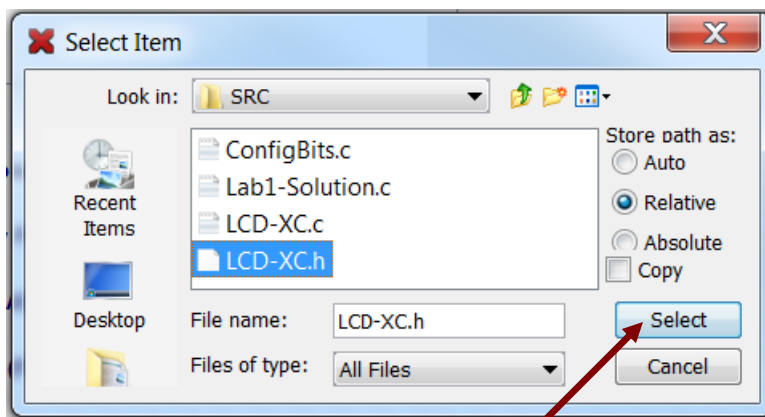 Select Item
Look in: SRC
Store path as:
ConfigBits.c
Lab1-Solution.c
LCD-XC.c
LCD-XC.h
Auto
Relative
Absolute
Copy
Recent
Items
Desktop
File name: LCD-XC.h
Select
Files of type: All Files
Cancel